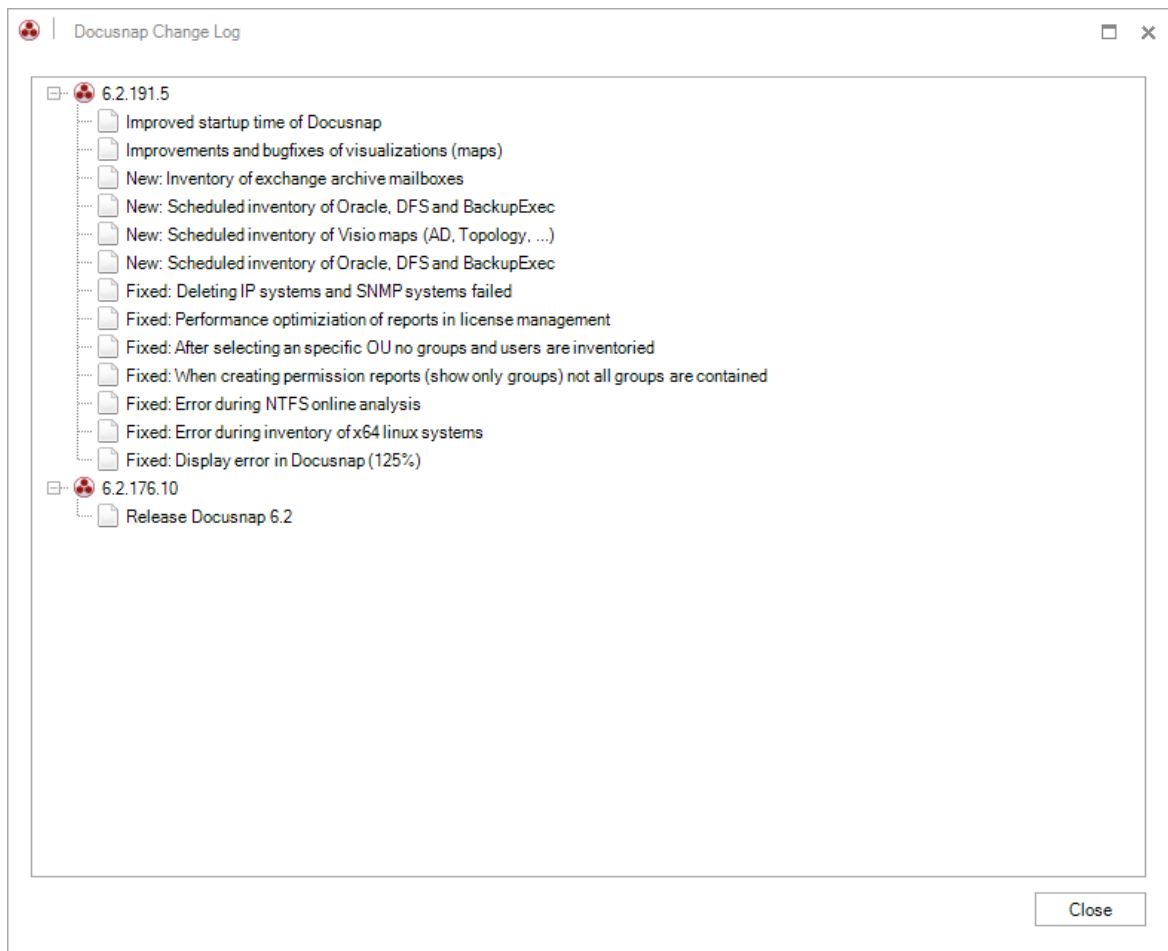 Docusnap Change Log
6.2.191.5
Improved startup time of Docusnap
Improvements and bugfixes of visualizations (maps)
New: Inventory of exchange archive mailboxes
New: Scheduled inventory of Oracle, DFS and BackupExec
New: Scheduled inventory of Visio maps (AD, Topology, ...)
New: Scheduled inventory of Oracle, DFS and BackupExec
Fixed: Deleting IP systems and SNMP systems failed
Fixed: Performance optimiziation of reports in license management
Fixed: After selecting an specific OU no groups and users are inventoried
Fixed: When creating permission reports (show only groups) not all groups are contained
Fixed: Error during NTFS online analysis
Fixed: Error during inventory of x64 linux systems
Fixed: Display error in Docusnap (125%)
6.2.176.10
Release Docusnap 6.2
Close